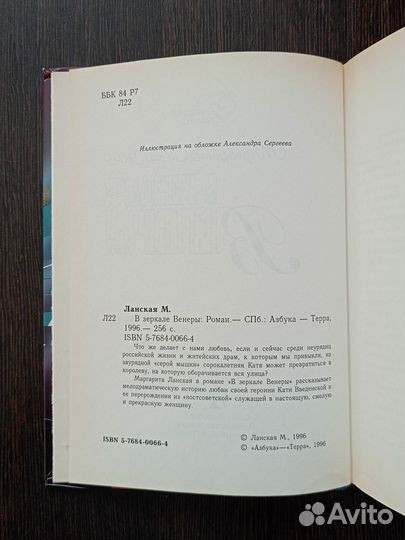 ББК 84 Р7
Л22
Иллюстрация на обложке Александра Сергеева
Ланская М.
Л22 В зеркале Венеры: Роман.— СПб.: Азбука — Терра,
1996.— 256 с.
ISBN 5-7684-0066-4
Что же делает с нами любовь, если и сейчас среди неурядиц
российской жизни и житейских драм, к которым мы привыкли, из
заурядной «серой мышки» сорокалетняя Катя может превратиться в
королеву, на которую оборачивается вся улица?
Маргарита Ланская в романе «В зеркале Венеры» рассказывает
мелодраматическую историю любви своей героини Кати Введенской и
ее перерождения из «постсоветской» служащей в настоящую, смелую и
прекрасную женщину.
ISBN 5-7684-0066-4
© Ланская М., 1996
© «Азбука»—«Терра», 1996
Avito